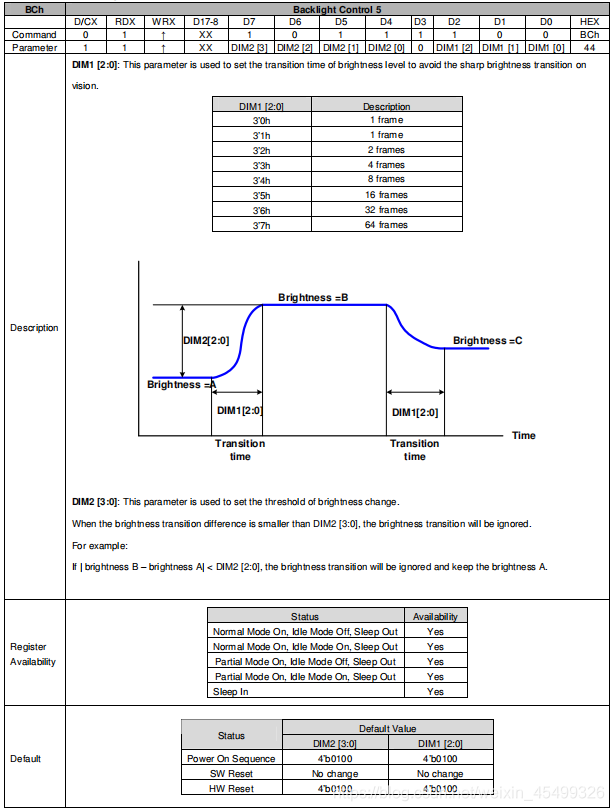 BCh Backlight Control 5
D/CX RDX WRX D17-8 D7 D6 D5 D4 D3 D2 D1 D0 HEX
Command 0 1 ↑ XX 1 0 1 1 1 1 0 0 BCh
Parameter 1 1 ↑ XX DIM2 [3] DIM2 [2] DIM2 [1] DIM2 [0] 0 DIM1 [2] DIM1 [1] DIM1 [0] 44
Description
DIM1 [2:0]: This parameter is used to set the transition time of brightness level to avoid the sharp brightness transition on
vision.
DIM1 [2:0] Description
3'0h 1 frame
3'1h 1 frame
3'2h 2 frames
3'3h 4 frames
3'4h 8 frames
3'5h 16 frames
3'6h 32 frames
3'7h 64 frames
Brightness =B
DIM2[2:0]
Brightness =C
Brightness =A
DIM1[2:0] DIM1[2:0]
Time
Transition Transition
time time
DIM2 [3:0]: This parameter is used to set the threshold of brightness change.
When the brightness transition difference is smaller than DIM2 [3:0], the brightness transition will be ignored.
For example:
If | brightness B – brightness A| < DIM2 [2:0], the brightness transition will be ignored and keep the brightness A.
Register
Availability
Status Availability
Normal Mode On, Idle Mode Off, Sleep Out Yes
Normal Mode On, Idle Mode On, Sleep Out Yes
Partial Mode On, Idle Mode Off, Sleep Out Yes
Partial Mode On, Idle Mode On, Sleep Out Yes
Sleep In Yes
Default
Status Default Value
DIM2 [3:0] DIM1 [2:0]
Power On Sequence 4'b0100 4'b0100
SW Reset No change No change
HW Reset 4'b0100 4'b0100
https://blog.csdn.net/weixin_45499326